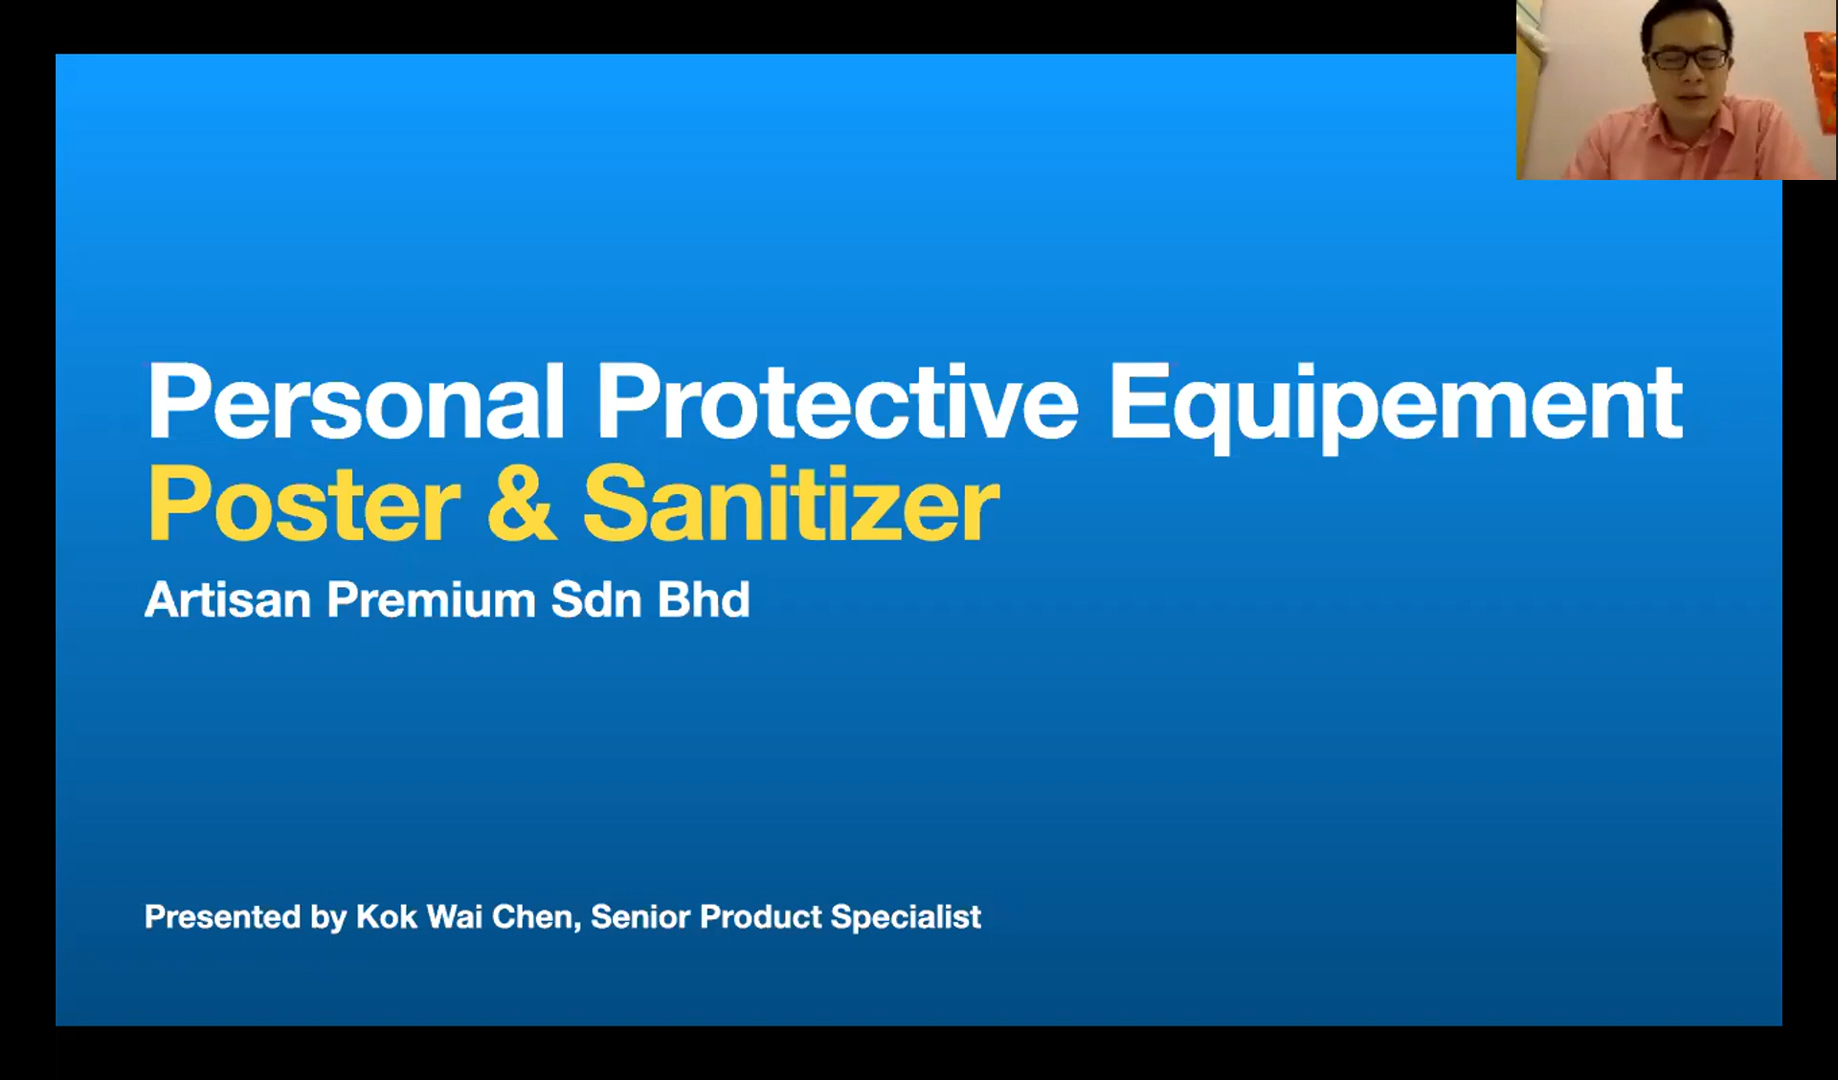 Personal Protective Equipement
Poster & Sanitizer
Artisan Premium Sdn Bhd
Presented by Kok Wai Chen, Senior Product Specialist